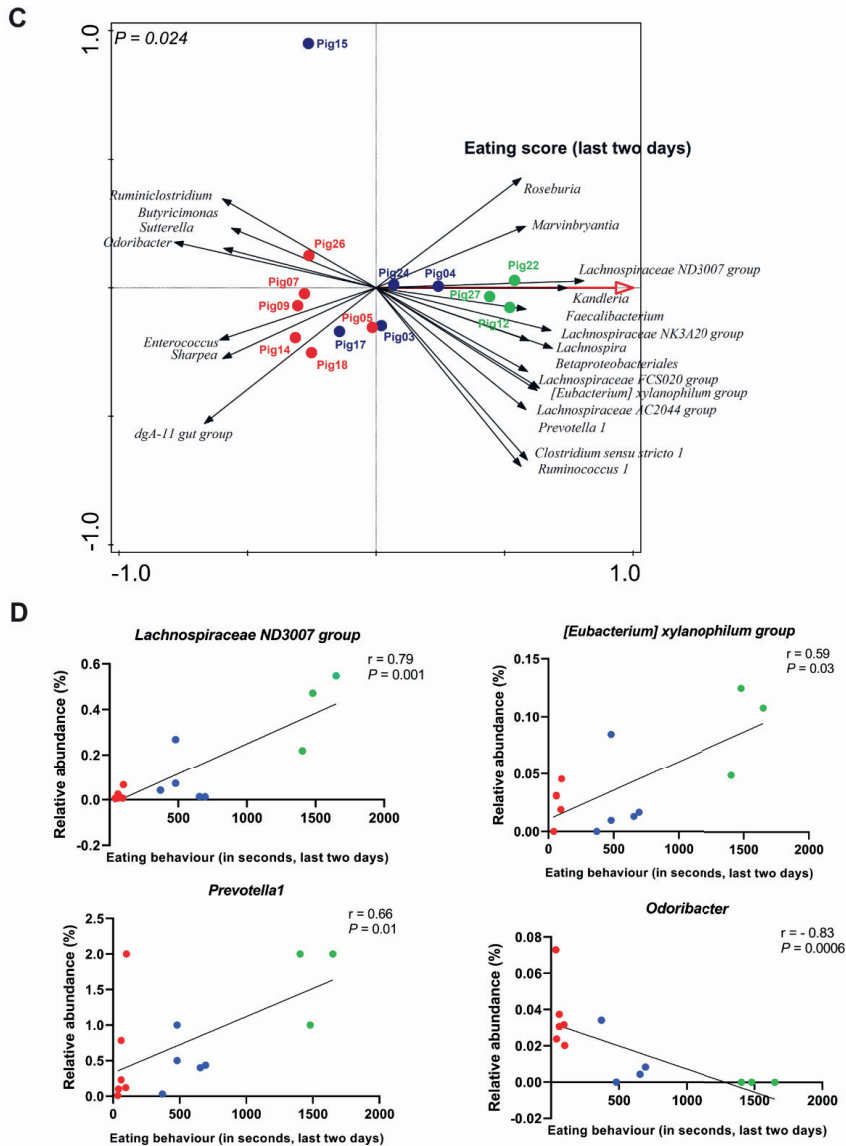 C
1.0
P = 0.024
Pig15
Eating score (last two days)
Ruminiclostridium
Roseburia
Butyricimonas
Sutterella
Marvinbryantia
Odoribacter
Pig26
Pig24
Pig04
Pig22
Lachnospiraceae ND3007 group
Pig07
Pig27
Kandleria
Pig09
Faecalibacterium
Pig05
Pig12
Enterococcus
Lachnospiraceae NK3A20 group
Sharpea
Pig14
Pig17
Pig03
Lachnospira
Pig18
Betaproteobacteriales
Lachnospiraceae FCS020 group
[Eubacterium] xylanophilum group
Lachnospiraceae AC2044 group
dgA-11 gut group
Prevotella 1
Clostridium sensu stricto 1
Ruminococcus 1
-1.0
-1.0
1.0
D
Lachnospiraceae ND3007 group
r = 0.79
P = 0.001
Relative abundance (%)
0.6
0.4
0.2
0.0
-0.2
500
1000
1500
2000
Eating behaviour (in seconds, last two days)
[Eubacterium] xylanophilum group
r = 0.59
P = 0.03
Relative abundance (%)
0.15
0.10
0.05
0.00
0
500
1000
1500
2000
Eating behaviour (in seconds, last two days)
Prevotella1
r = 0.66
P = 0.01
Relative abundance (%)
2.5
2.0
1.5
1.0
0.5
0.0
0
500
1000
1500
2000
Eating behaviour (in seconds, last two days)
Odoribacter
r = - 0.83
P = 0.0006
Relative abundance (%)
0.08
0.06
0.04
0.02
0.00
-0.02
500
1000
1500
2000
Eating behaviour (in seconds, last two days)